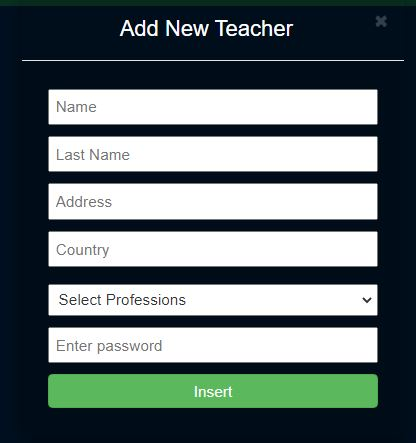 Add New Teacher
Name
Last Name
Address
Country
Select Professions
Enter password
Insert